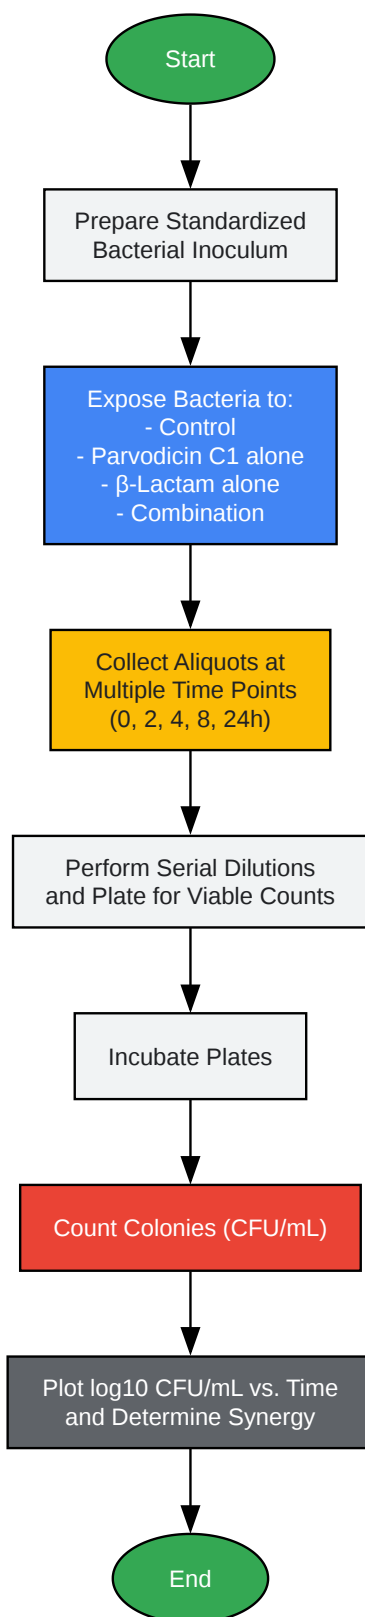 Start
Prepare Standardized
Bacterial Inoculum
Expose Bacteria to:
- Control
- Parvodicin C1 alone
- β-Lactam alone
- Combination
Collect Aliquots at
Multiple Time Points
(0, 2, 4, 8, 24h)
Perform Serial Dilutions
and Plate for Viable Counts
Incubate Plates
Count Colonies (CFU/mL)
Plot log10 CFU/mL vs. Time
and Determine Synergy
End